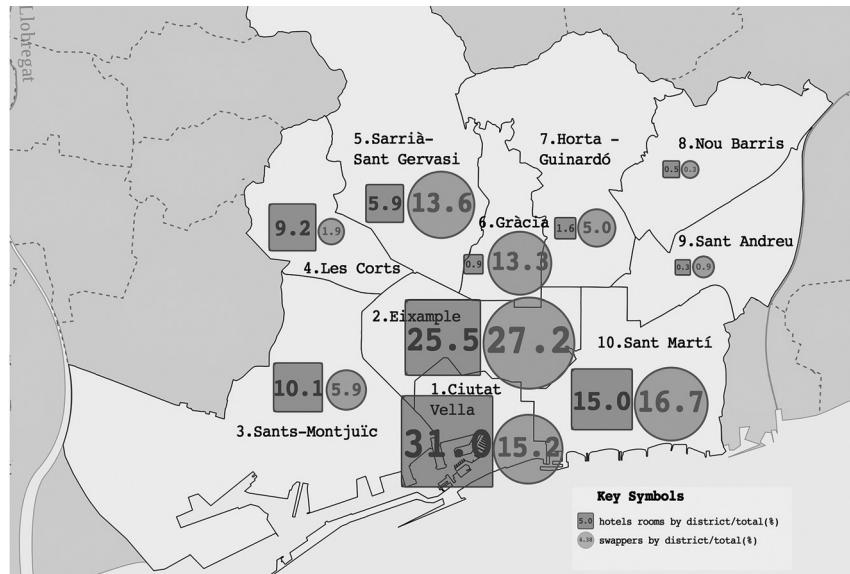 Llobregat
5.Sarrià-
Sant Gervasi
5.9 13.6
7.Horta -
Guinardó
1.6 5.0
8.Nou Barris
0.5 0.3
9.2 1.9
4.Les Corts
6.Gràcia
0.9 13.3
9.Sant Andreu
0.3 0.9
2.Eixample
25.5 27.2
10.Sant Martí
15.0 16.7
10.1 5.9
3.Sants-Montjuïc
1.Ciutat
Vella
31.0 15.2
Key Symbols
5.0 hotels rooms by district/total(%)
4.38 swappers by district/total(%)